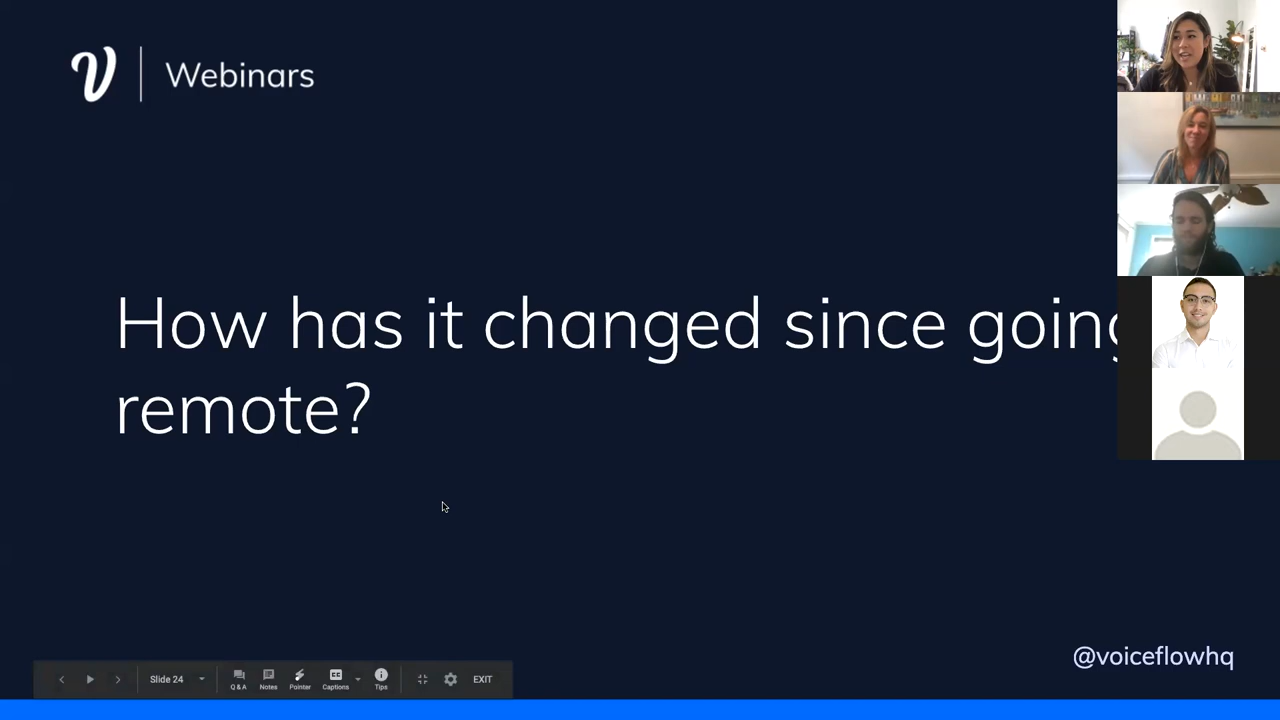 V | Webinars
How has it changed since going
remote?
@voiceflowhq
Slide 24
Q & A
Notes
Pointer
Captions
Tips
EXIT